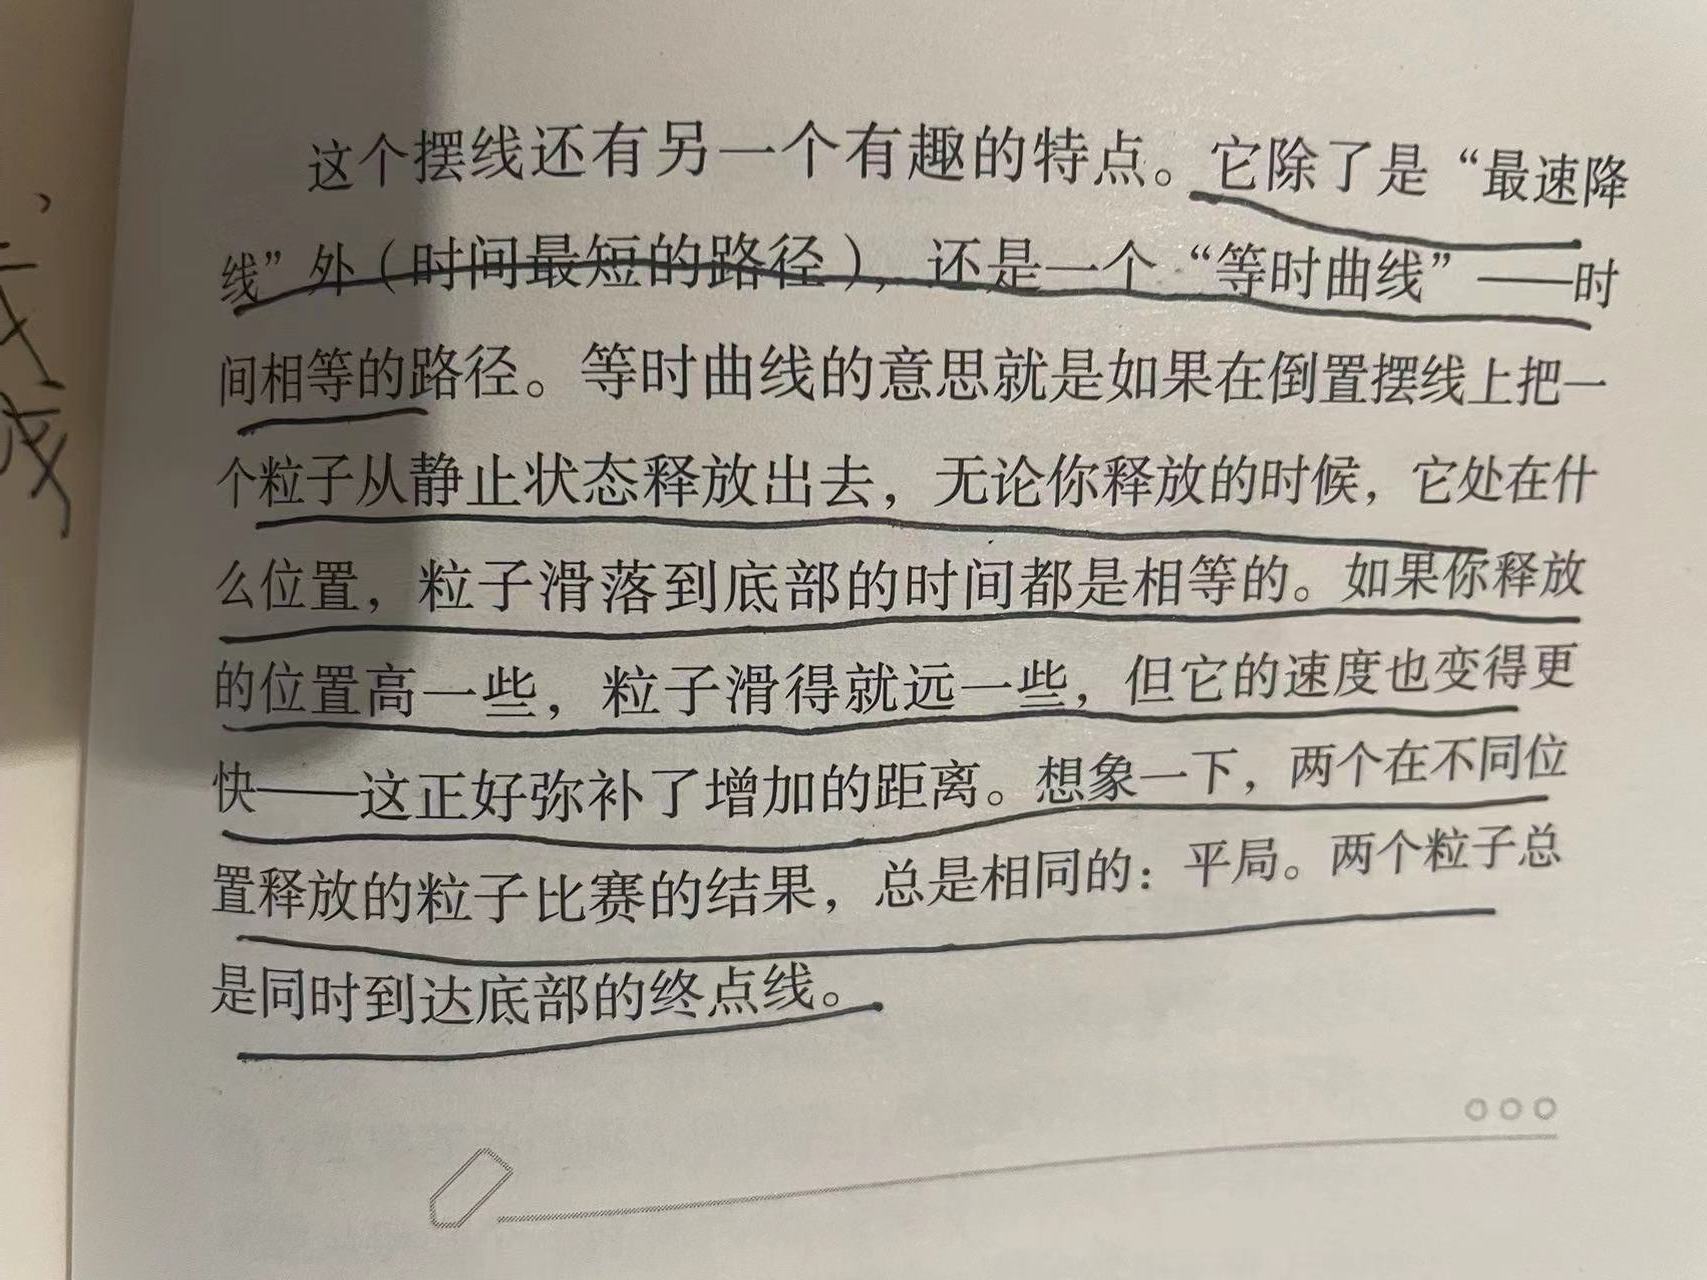 这个摆线还有另一个有趣的特点。它除了是“最速降
线”外（时间最短的路径），还是一个“等时曲线”——时
间相等的路径。等时曲线的意思就是如果在倒置摆线上把一
个粒子从静止状态释放出去，无论你释放的时候，它处在什
么位置，粒子滑落到底部的时间都是相等的。如果你释放
的位置高一些，粒子滑得就远一些，但它的速度也变得更
快——这正好弥补了增加的距离。想象一下，两个在不同位
置释放的粒子比赛的结果，总是相同的：平局。两个粒子总
是同时到达底部的终点线。